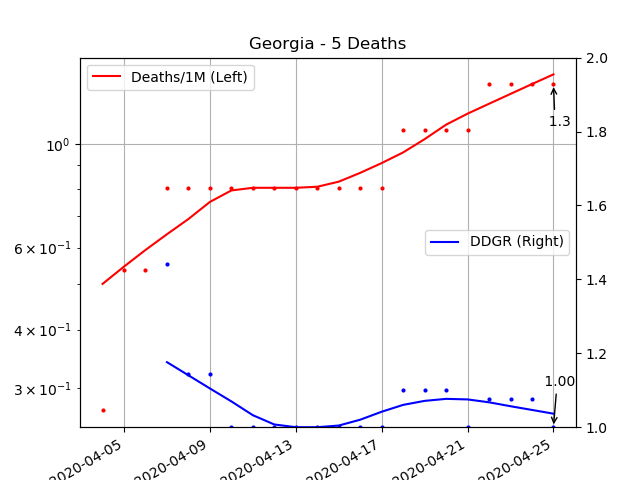 Georgia - 5 Deaths
Deaths/1M (Left)
DDGR (Right)
10⁰
6 × 10⁻¹
4 × 10⁻¹
3 × 10⁻¹
2.0
1.8
1.6
1.4
1.2
1.0
1.3
1.00
2020-04-05
2020-04-09
2020-04-13
2020-04-17
2020-04-21
2020-04-25